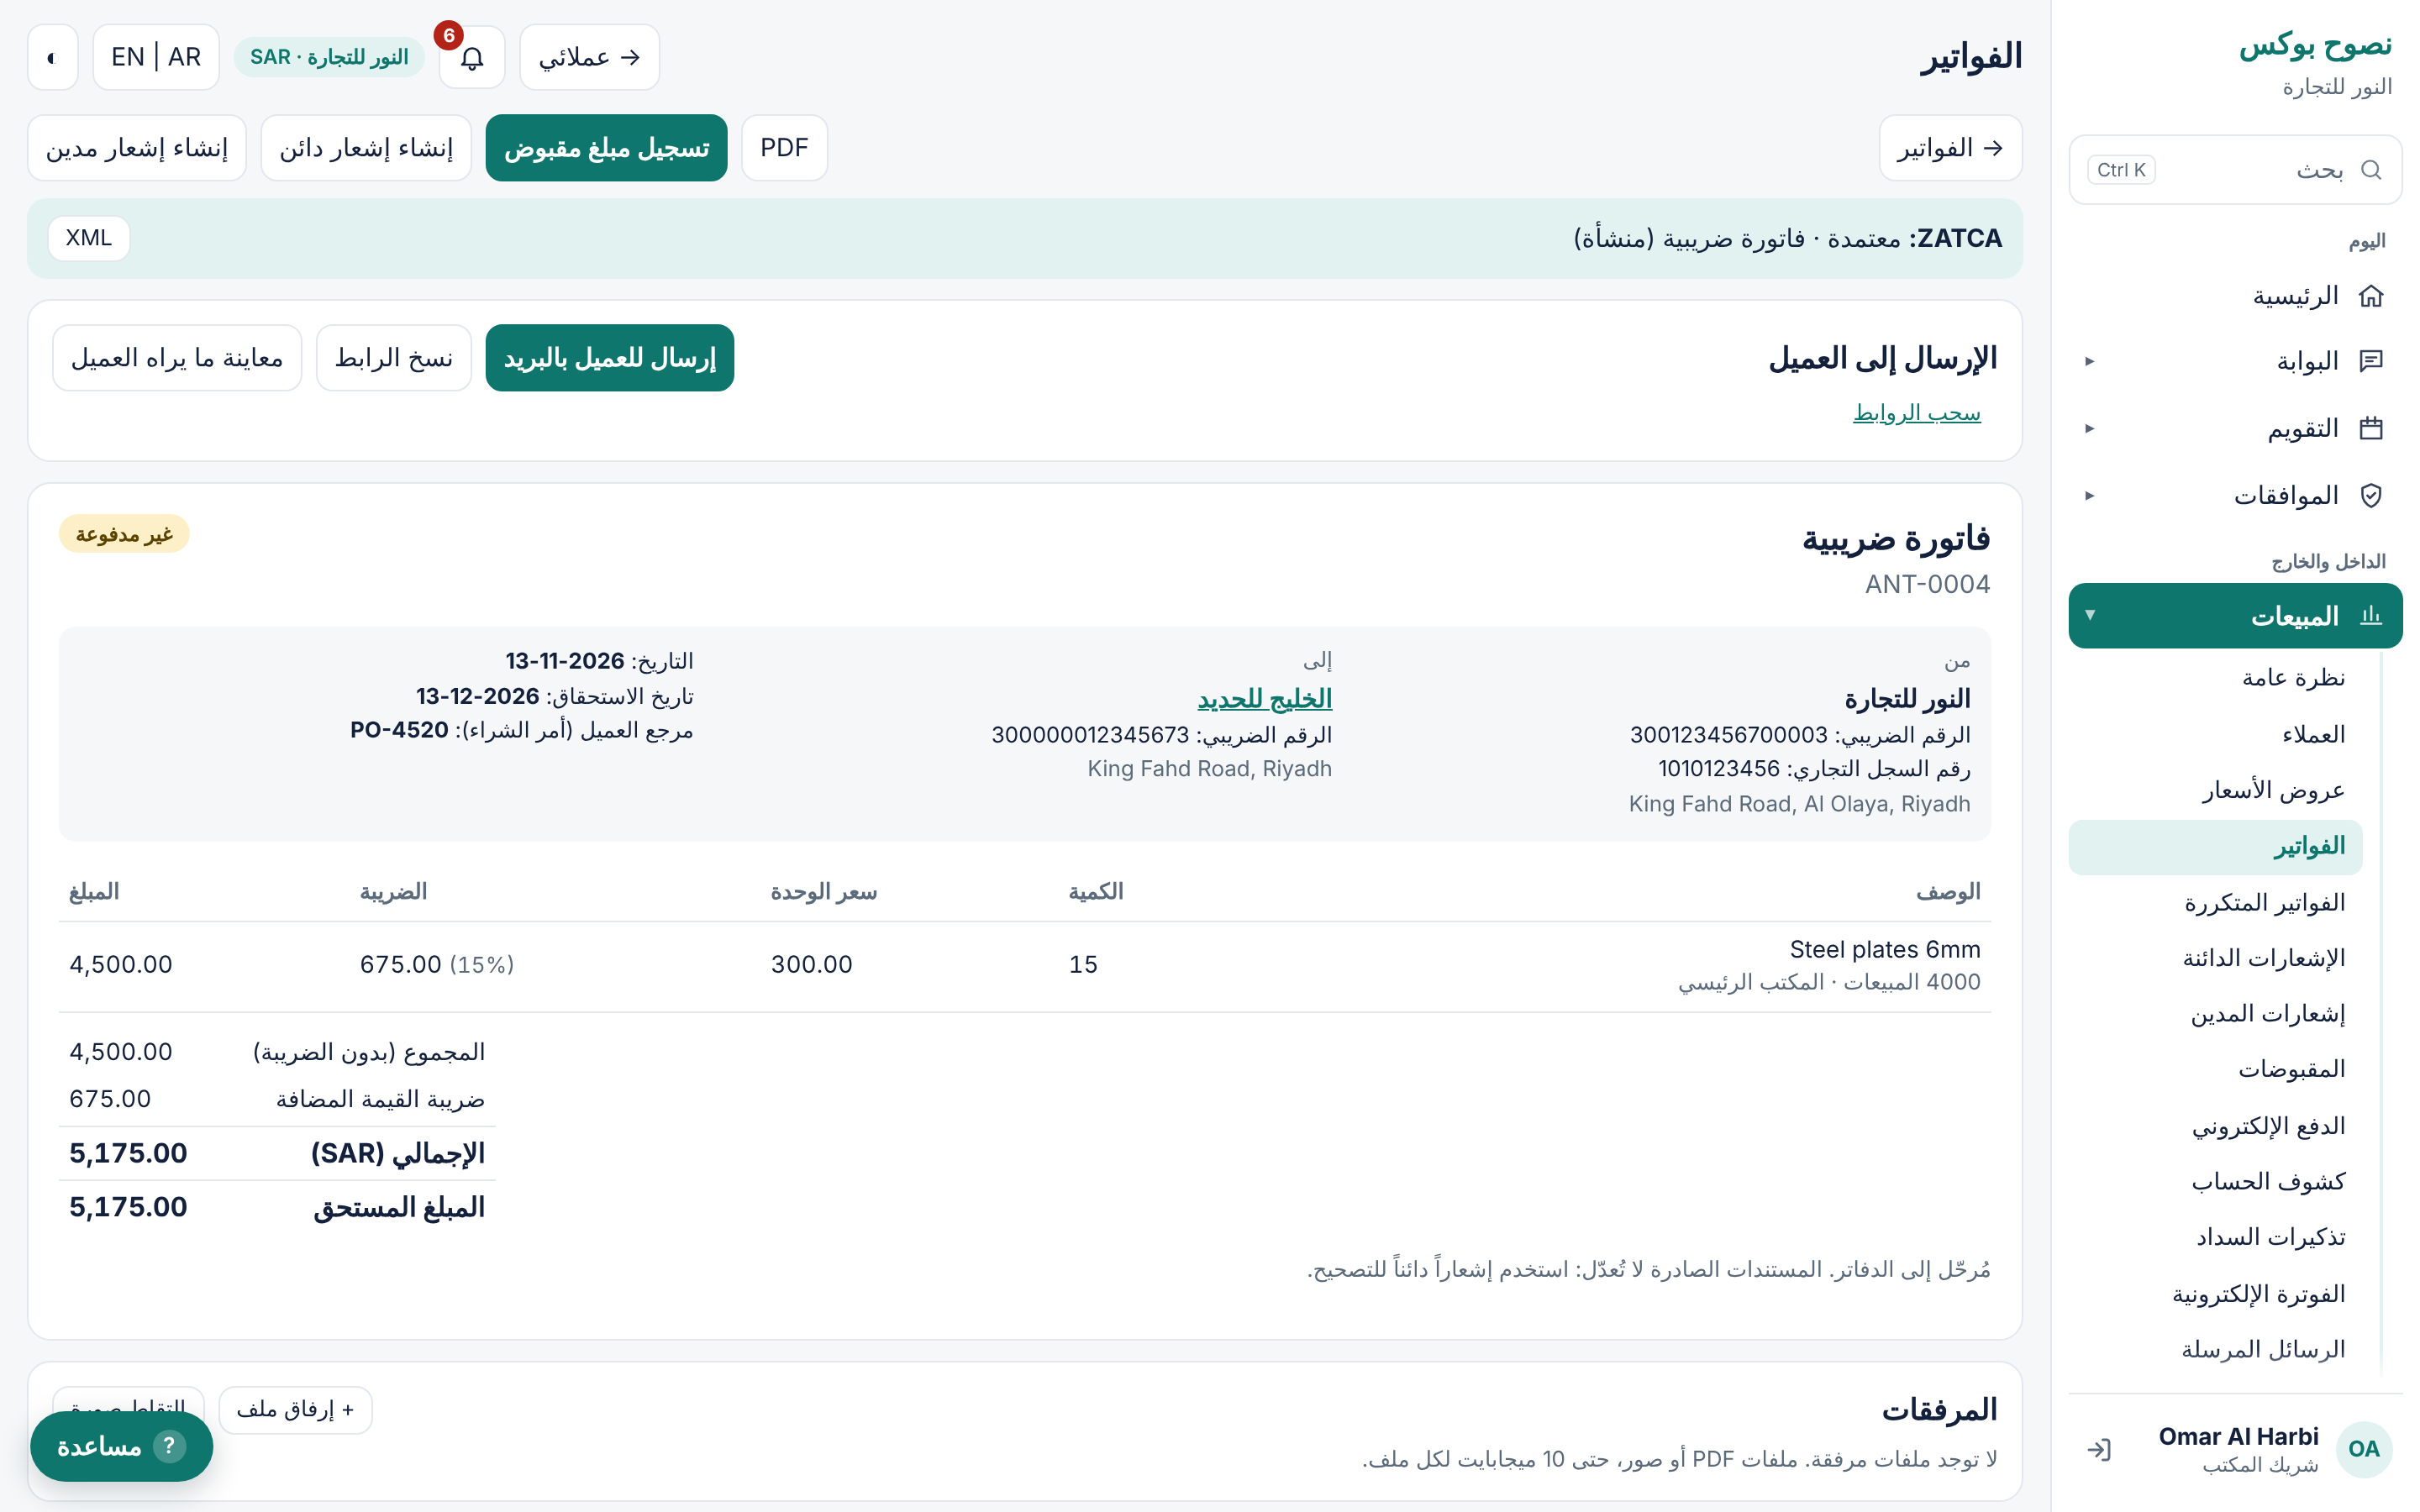 نصوح بوكس
النور للتجارة
بحث Ctrl K
اليوم
الرئيسية
البوابة
التقويم
الموافقات
الداخل والخارج
المبيعات
نظرة عامة
العملاء
عروض الأسعار
الفواتير
الفواتير المتكررة
الإشعارات الدائنة
إشعارات المدين
المقبوضات
الدفع الإلكتروني
كشوف الحساب
تذكيرات السداد
الفوترة الإلكترونية
الرسائل المرسلة
OA Omar Al Harbi
شريك المكتب
الفواتير
→ عملائي
6
النور للتجارة · SAR
EN | AR
→ الفواتير
PDF
تسجيل مبلغ مقبوض
إنشاء إشعار دائن
إنشاء إشعار مدين
ZATCA: معتمدة · فاتورة ضريبية (منشأة)
XML
الإرسال إلى العميل
إرسال للعميل بالبريد
نسخ الرابط
معاينة ما يراه العميل
سحب الروابط
فاتورة ضريبية
غير مدفوعة
ANT-0004
من
النور للتجارة
الرقم الضريبي: 300123456700003
رقم السجل التجاري: 1010123456
King Fahd Road, Al Olaya, Riyadh
إلى
الخليج للحديد
الرقم الضريبي: 300000012345673
King Fahd Road, Riyadh
التاريخ: 13-11-2026
تاريخ الاستحقاق: 13-12-2026
مرجع العميل (أمر الشراء): PO-4520
الوصف الكمية سعر الوحدة الضريبة المبلغ
Steel plates 6mm
4000 المبيعات · المكتب الرئيسي
15 300.00 675.00 (15%) 4,500.00
المجموع (بدون الضريبة) 4,500.00
ضريبة القيمة المضافة 675.00
الإجمالي (SAR) 5,175.00
المبلغ المستحق 5,175.00
مُرحّل إلى الدفاتر. المستندات الصادرة لا تُعدّل: استخدم إشعاراً دائناً للتصحيح.
المرفقات
+ إرفاق ملف
التقاط صورة
لا توجد ملفات مرفقة. ملفات PDF أو صور، حتى 10 ميجابايت لكل ملف.
? مساعدة